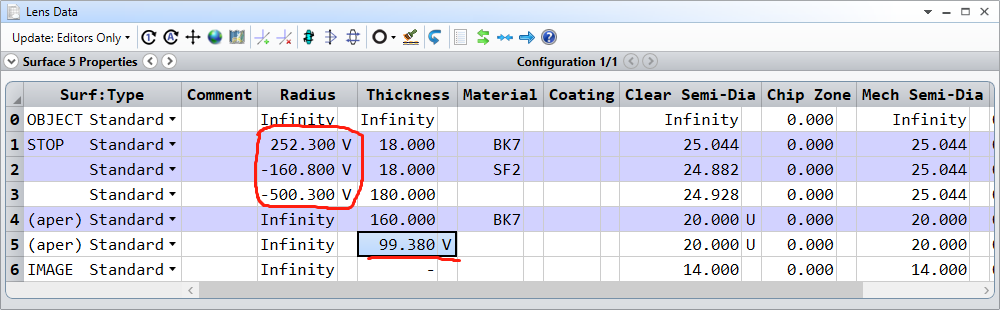 Lens Data
Update: Editors Only
Surface 5 Properties Configuration 1/1
Surf:Type Comment Radius Thickness Material Coating Clear Semi-Dia Chip Zone Mech Semi-Dia
0 OBJECT Standard Infinity Infinity Infinity 0.000 Infinity
1 STOP Standard 252.300 V 18.000 BK7 25.044 0.000 25.044
2 Standard -160.800 V 18.000 SF2 24.882 0.000 25.044
3 Standard -500.300 V 180.000 24.928 0.000 25.044
4 (aper) Standard Infinity 160.000 BK7 20.000 U 0.000 20.000
5 (aper) Standard Infinity 99.380 V 20.000 U 0.000 20.000
6 IMAGE Standard Infinity - 14.000 0.000 14.000